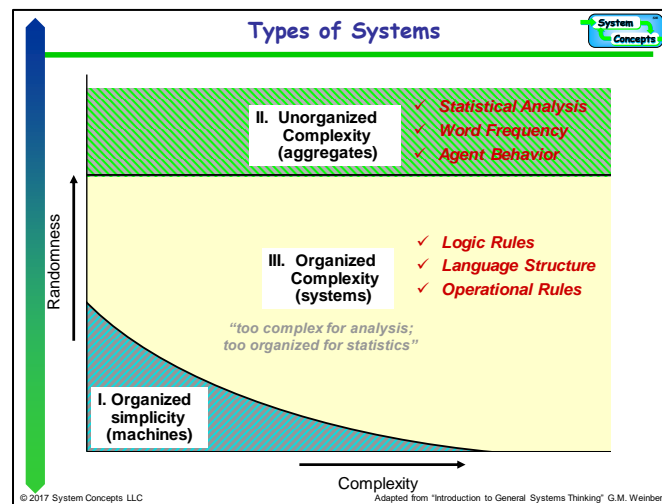 Types of Systems
System
Concepts
II. Unorganized
Complexity
(aggregates)
✓ Statistical Analysis
✓ Word Frequency
✓ Agent Behavior
Randomness
III. Organized
Complexity
(systems)
✓ Logic Rules
✓ Language Structure
✓ Operational Rules
“too complex for analysis;
too organized for statistics”
I. Organized
simplicity
(machines)
Complexity
© 2017 System Concepts LLC
Adapted from “Introduction to General Systems Thinking” G.M. Weinber